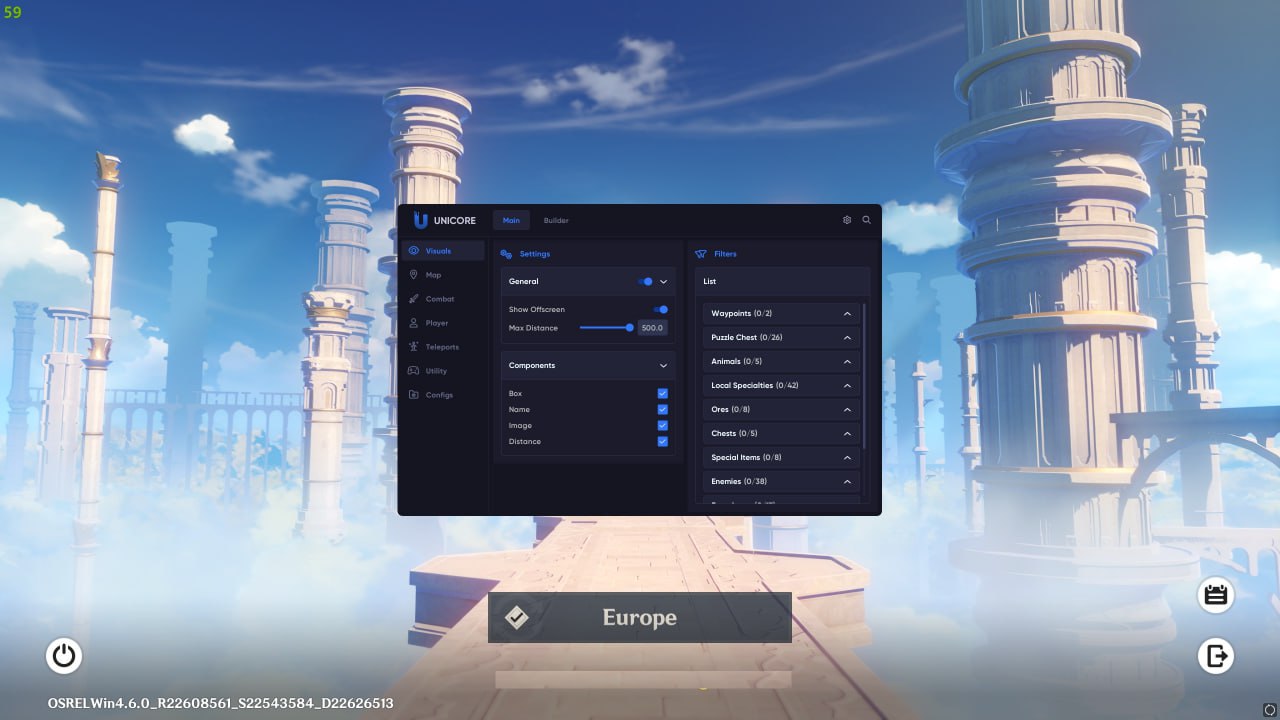 59
UNICORE
Main
Builder
Visuals
Map
Combat
Player
Teleports
Utility
Configs
Settings
General
Show Offscreen
Max Distance
500.0
Components
Box
Name
Image
Distance
Filters
List
Waypoints (0/2)
Puzzle Chest (0/26)
Animals (0/5)
Local Specialties (0/42)
Ores (0/8)
Chests (0/5)
Special Items (0/8)
Enemies (0/38)
Europe
OSRELWin4.6.0_R22608561_S22543584_D22626513